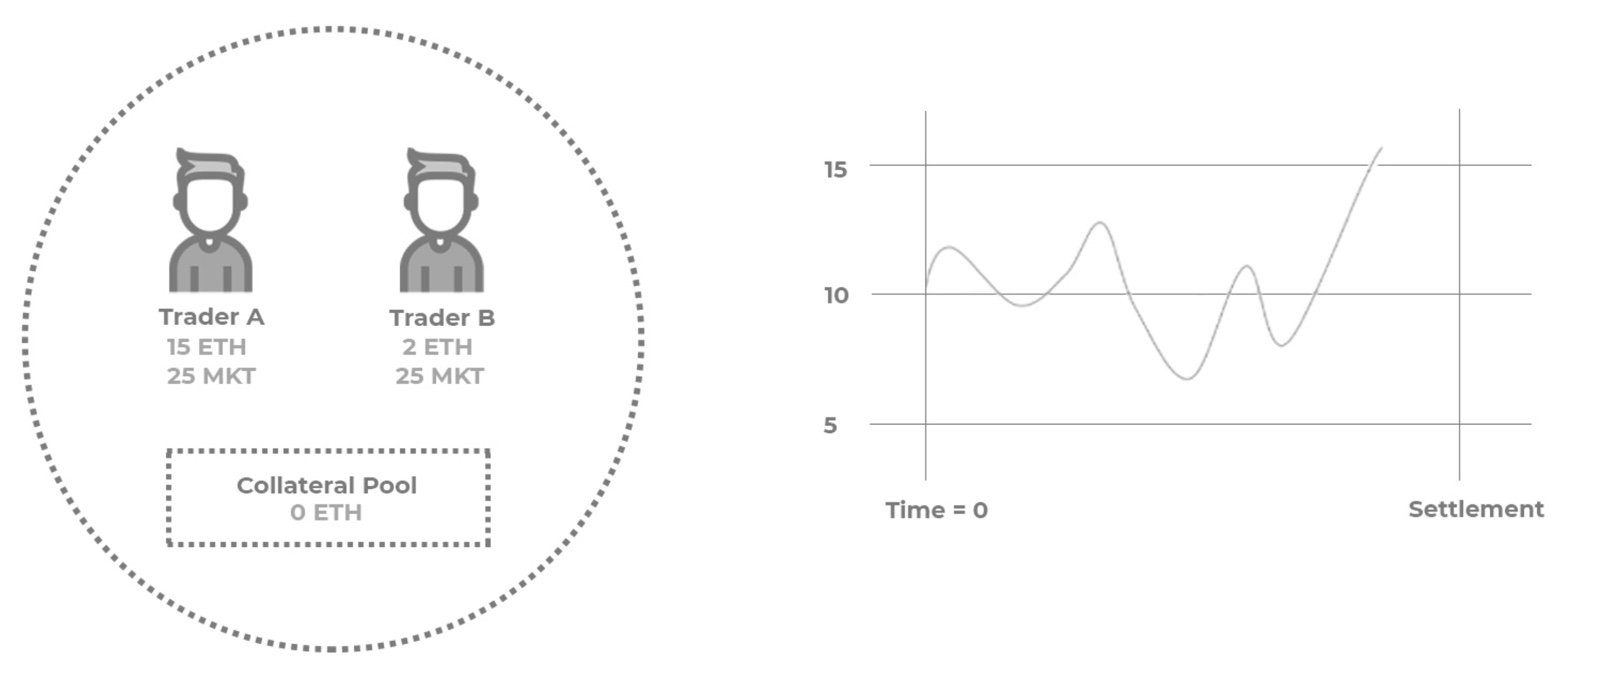 Trader A
15 ETH
25 MKT
Trader B
2 ETH
25 MKT
Collateral Pool
0 ETH
15
10
5
Time = 0
Settlement